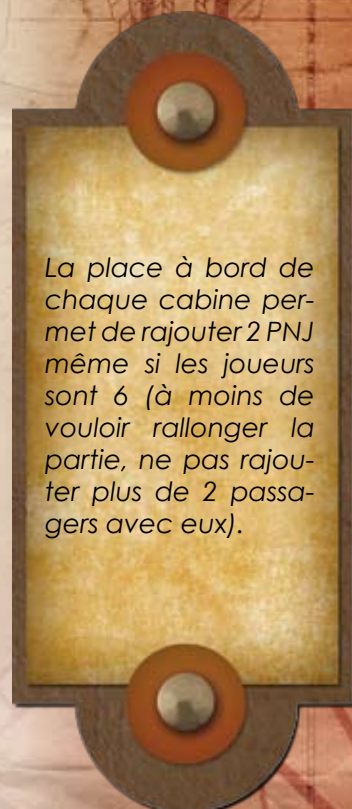 La place à bord de
chaque cabine per-
met de rajouter 2 PNJ
même si les joueurs
sont 6 (à moins de
vouloir rallonger la
partie, ne pas rajou-
ter plus de 2 passa-
gers avec eux).